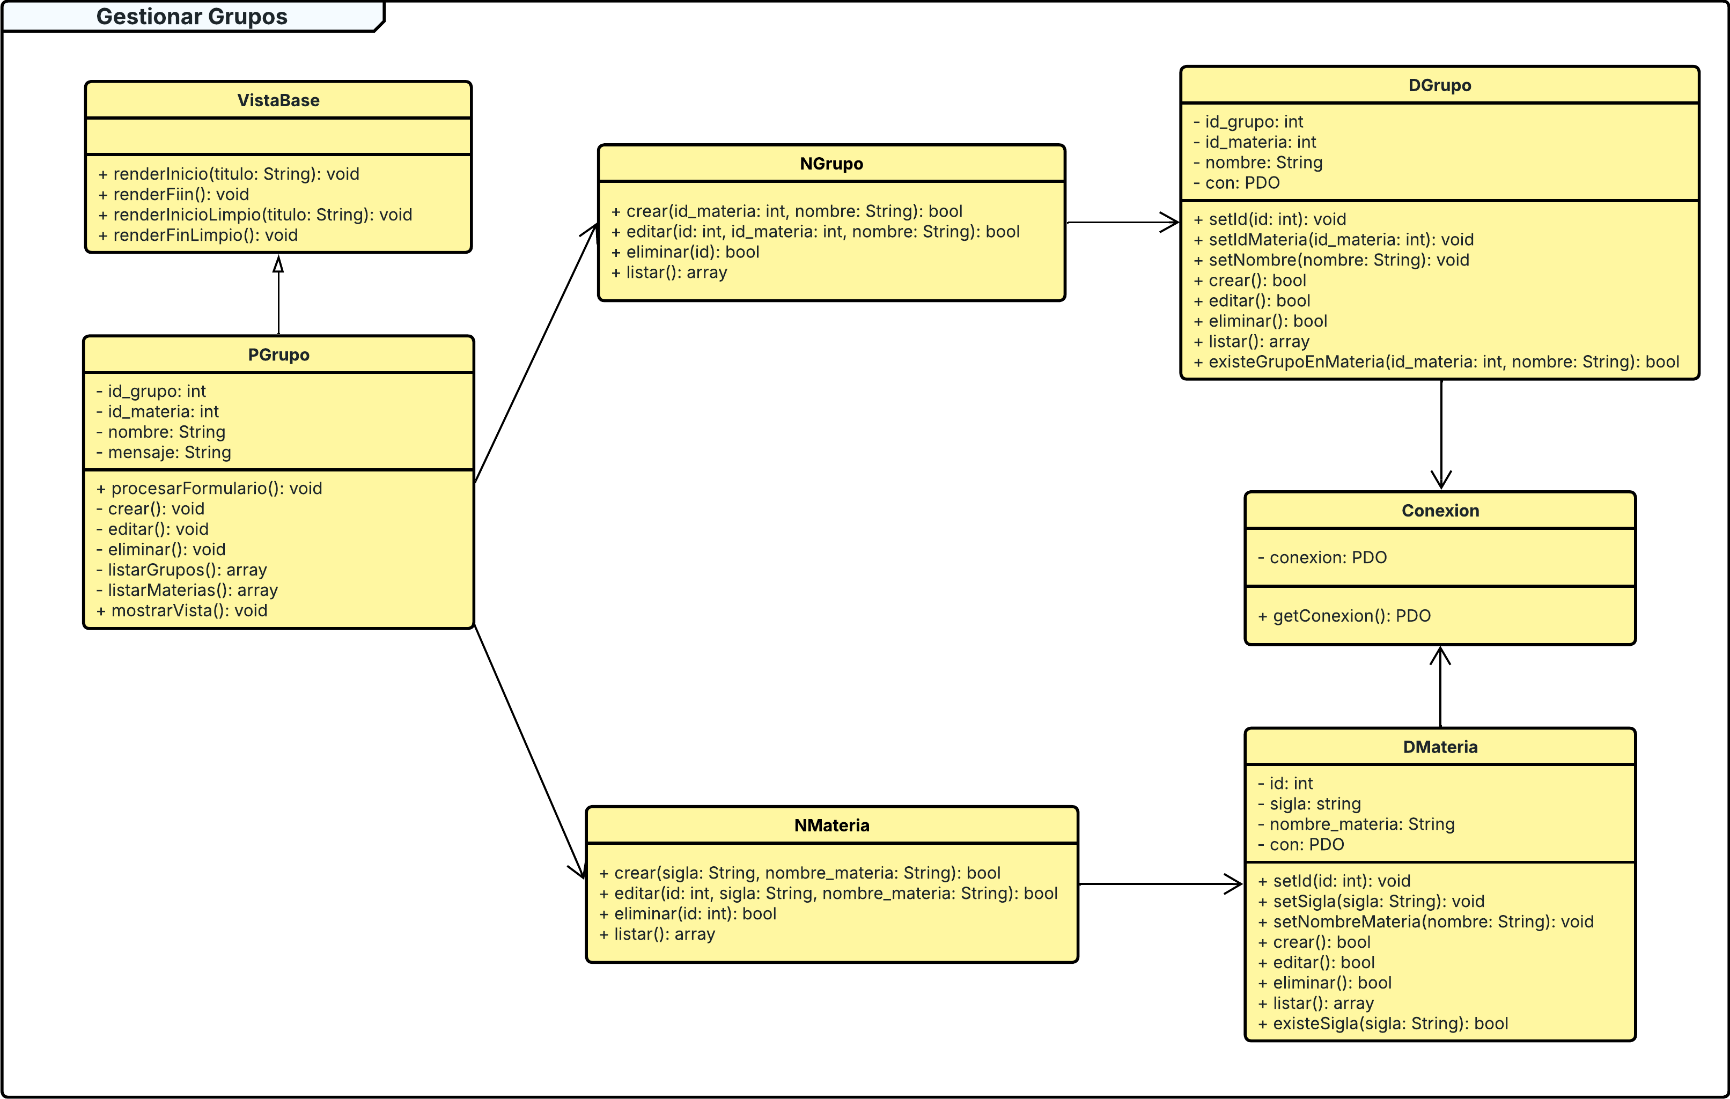 Gestionar Grupos
VistaBase
+ renderInicio(titulo: String): void
+ renderFiin(): void
+ renderInicioLimpio(titulo: String): void
+ renderFinLimpio(): void
PGrupo
- id_grupo: int
- id_materia: int
- nombre: String
- mensaje: String
+ procesarFormulario(): void
- crear(): void
- editar(): void
- eliminar(): void
- listarGrupos(): array
- listarMaterias(): array
+ mostrarVista(): void
NGrupo
+ crear(id_materia: int, nombre: String): bool
+ editar(id: int, id_materia: int, nombre: String): bool
+ eliminar(id): bool
+ listar(): array
NMateria
+ crear(sigla: String, nombre_materia: String): bool
+ editar(id: int, sigla: String, nombre_materia: String): bool
+ eliminar(id: int): bool
+ listar(): array
DGrupo
- id_grupo: int
- id_materia: int
- nombre: String
- con: PDO
+ setId(id: int): void
+ setIdMateria(id_materia: int): void
+ setNombre(nombre: String): void
+ crear(): bool
+ editar(): bool
+ eliminar(): bool
+ listar(): array
+ existeGrupoEnMateria(id_materia: int, nombre: String): bool
Conexion
- conexion: PDO
+ getConexion(): PDO
DMateria
- id: int
- sigla: string
- nombre_materia: String
- con: PDO
+ setId(id: int): void
+ setSigla(sigla: String): void
+ setNombreMateria(nombre: String): void
+ crear(): bool
+ editar(): bool
+ eliminar(): bool
+ listar(): array
+ existeSigla(sigla: String): bool